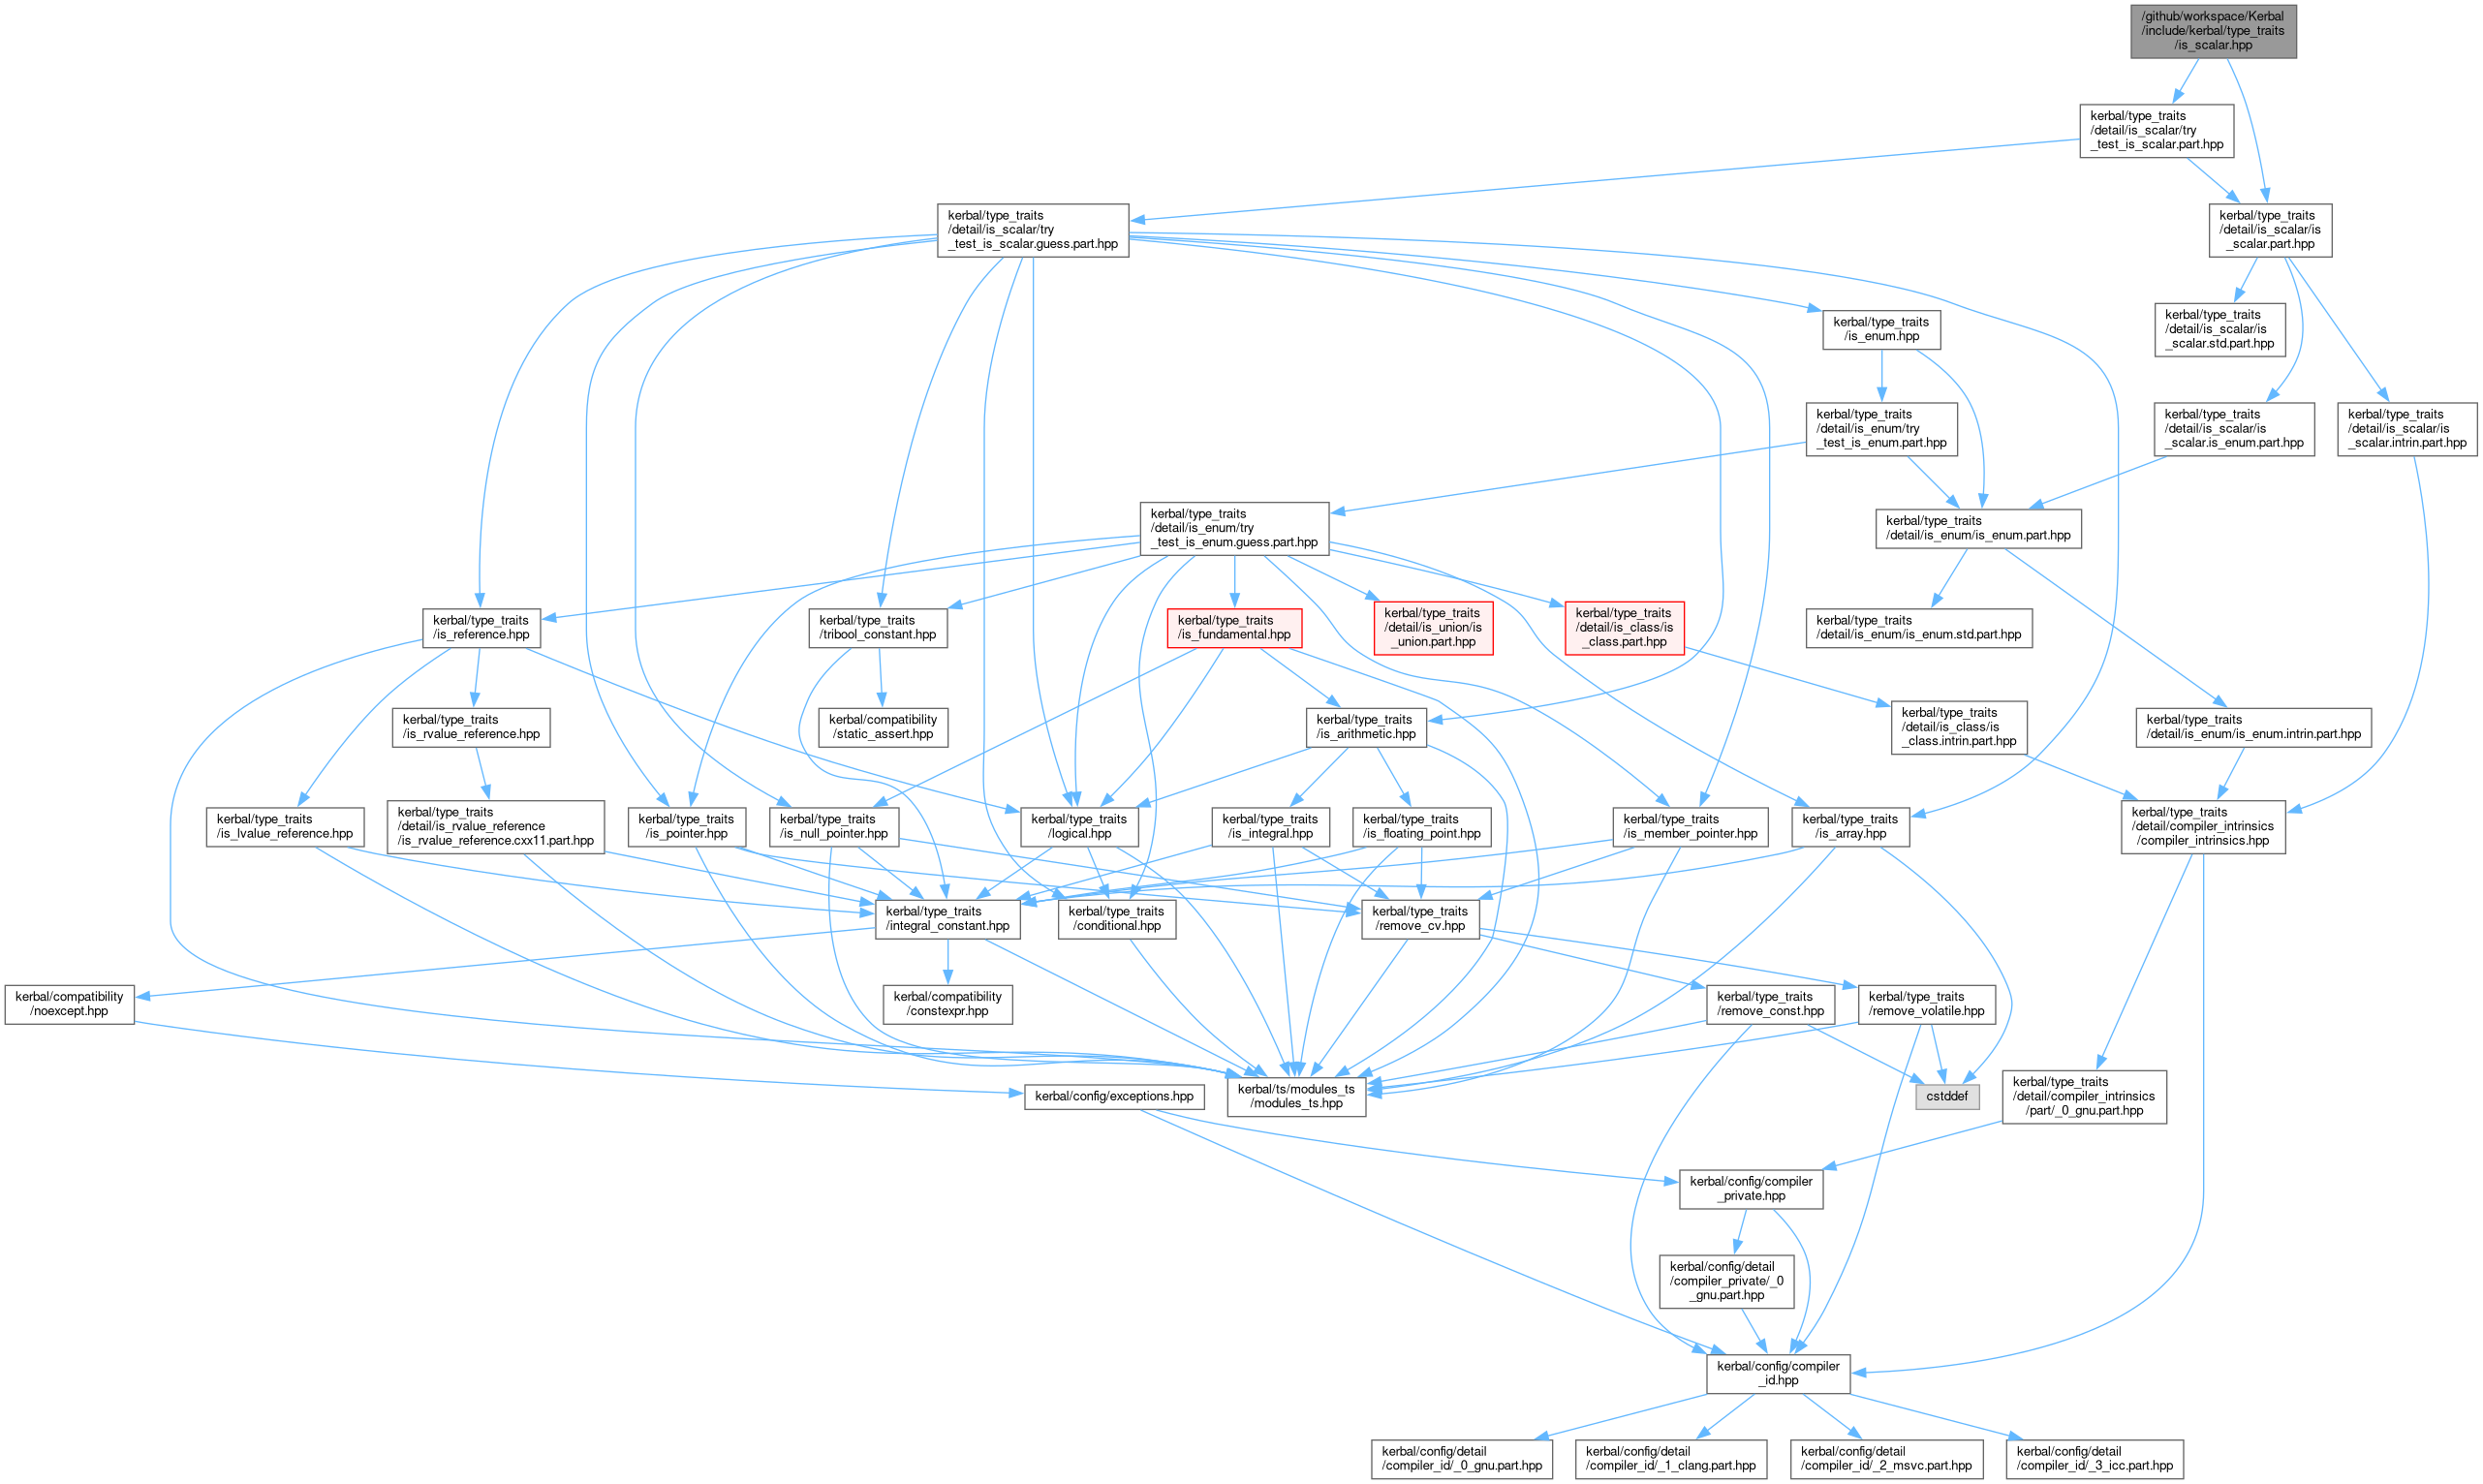 /github/workspace/Kerbal
/include/kerbal/type_traits
/is_scalar.hpp
kerbal/type_traits
/detail/is_scalar/try
_test_is_scalar.part.hpp
kerbal/type_traits
/detail/is_scalar/try
_test_is_scalar.guess.part.hpp
kerbal/type_traits
/detail/is_scalar/is
_scalar.part.hpp
kerbal/type_traits
/detail/is_scalar/is
_scalar.std.part.hpp
kerbal/type_traits
/is_enum.hpp
kerbal/type_traits
/detail/is_enum/try
_test_is_enum.part.hpp
kerbal/type_traits
/detail/is_scalar/is
_scalar.is_enum.part.hpp
kerbal/type_traits
/detail/is_scalar/is
_scalar.intrin.part.hpp
kerbal/type_traits
/detail/is_enum/try
_test_is_enum.guess.part.hpp
kerbal/type_traits
/detail/is_enum/is_enum.part.hpp
kerbal/type_traits
/is_reference.hpp
kerbal/type_traits
/tribool_constant.hpp
kerbal/type_traits
/is_fundamental.hpp
kerbal/type_traits
/detail/is_union/is
_union.part.hpp
kerbal/type_traits
/detail/is_class/is
_class.part.hpp
kerbal/type_traits
/detail/is_enum/is_enum.std.part.hpp
kerbal/type_traits
/is_rvalue_reference.hpp
kerbal/compatibility
/static_assert.hpp
kerbal/type_traits
/is_arithmetic.hpp
kerbal/type_traits
/detail/is_class/is
_class.intrin.part.hpp
kerbal/type_traits
/detail/is_enum/is_enum.intrin.part.hpp
kerbal/type_traits
/is_lvalue_reference.hpp
kerbal/type_traits
/detail/is_rvalue_reference
/is_rvalue_reference.cxx11.part.hpp
kerbal/type_traits
/is_pointer.hpp
kerbal/type_traits
/is_null_pointer.hpp
kerbal/type_traits
/logical.hpp
kerbal/type_traits
/is_integral.hpp
kerbal/type_traits
/is_floating_point.hpp
kerbal/type_traits
/is_member_pointer.hpp
kerbal/type_traits
/is_array.hpp
kerbal/type_traits
/detail/compiler_intrinsics
/compiler_intrinsics.hpp
kerbal/type_traits
/integral_constant.hpp
kerbal/type_traits
/conditional.hpp
kerbal/type_traits
/remove_cv.hpp
kerbal/compatibility
/noexcept.hpp
kerbal/compatibility
/constexpr.hpp
kerbal/type_traits
/remove_const.hpp
kerbal/type_traits
/remove_volatile.hpp
kerbal/config/exceptions.hpp
kerbal/ts/modules_ts
/modules_ts.hpp
cstddef
kerbal/type_traits
/detail/compiler_intrinsics
/part/_0_gnu.part.hpp
kerbal/config/compiler
_private.hpp
kerbal/config/detail
/compiler_private/_0
_gnu.part.hpp
kerbal/config/compiler
_id.hpp
kerbal/config/detail
/compiler_id/_0_gnu.part.hpp
kerbal/config/detail
/compiler_id/_1_clang.part.hpp
kerbal/config/detail
/compiler_id/_2_msvc.part.hpp
kerbal/config/detail
/compiler_id/_3_icc.part.hpp